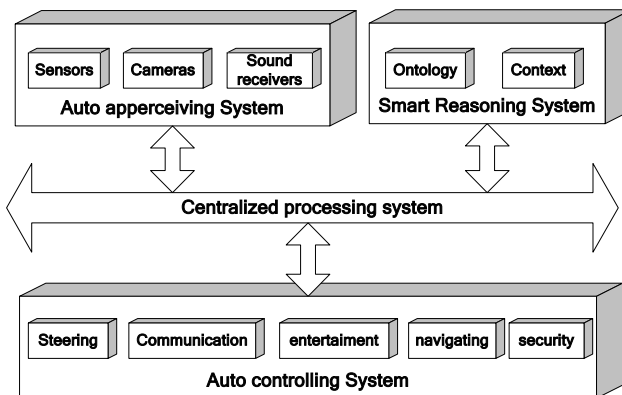 Sensors
Cameras
Sound
receivers
Auto apperceiving System
Ontology
Context
Smart Reasoning System
Centralized processing system
Steering
Communication
entertaiment
navigating
security
Auto controlling System